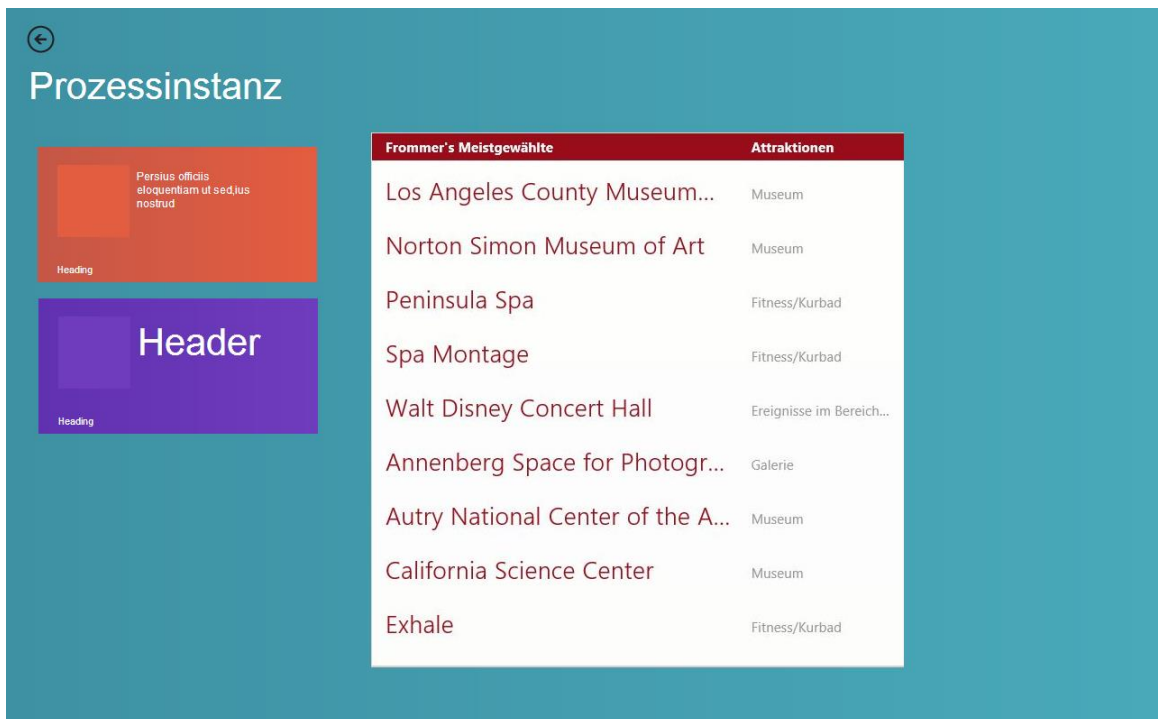 Prozessinstanz
Persius officiis
eloquentiam ut sed,ius
nostrud
Heading
Header
Heading
Frommer's Meistgewählte Attraktionen
Los Angeles County Museum... Museum
Norton Simon Museum of Art Museum
Peninsula Spa Fitness/Kurbad
Spa Montage Fitness/Kurbad
Walt Disney Concert Hall Ereignisse im Bereich...
Annenberg Space for Photogr... Galerie
Autry National Center of the A... Museum
California Science Center Museum
Exhale Fitness/Kurbad